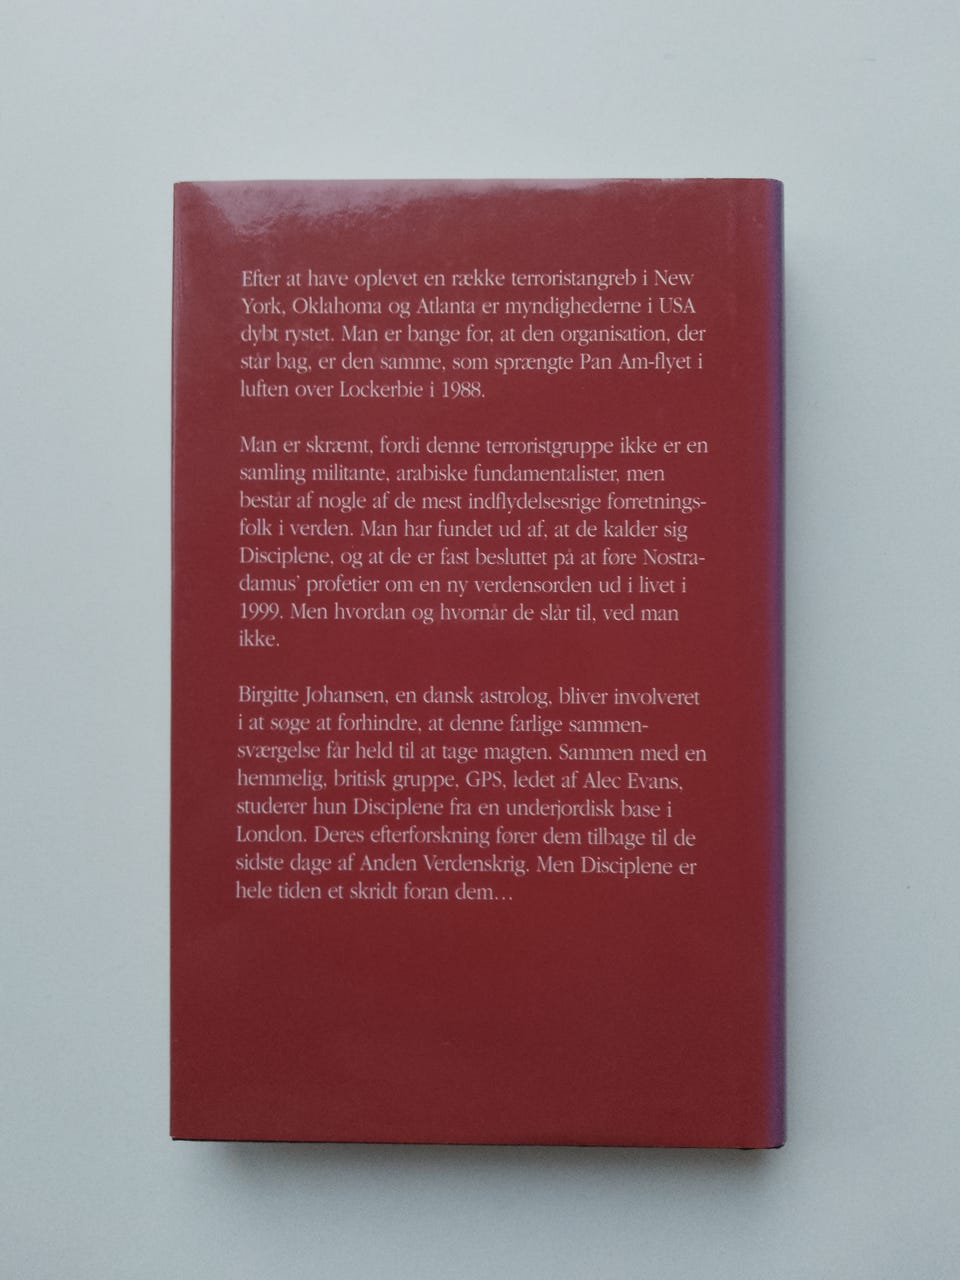 Efter at have oplevet en række terroristangreb i New
York, Oklahoma og Atlanta er myndighederne i USA
dybt rystet. Man er bange for, at den organisation, der
står bag, er den samme, som sprængte Pan Am-flyet i
luften over Lockerbie i 1988.
Man er skræmt, fordi denne terroristgruppe ikke er en
samling militante, arabiske fundamentalister, men
består af nogle af de mest indflydelsesrige forretnings-
folk i verden. Man har fundet ud af, at de kalder sig
Disciplene, og at de er fast besluttet på at føre Nostra-
damus' profetier om en ny verdensorden ud i livet i
1999. Men hvordan og hvornår de slår til, ved man
ikke.
Birgitte Johansen, en dansk astrolog, bliver involveret
i at søge at forhindre, at denne farlige sammen-
sværgelse får held til at tage magten. Sammen med en
hemmelig, britisk gruppe, GPS, ledet af Alec Evans,
studerer hun Disciplene fra en underjordisk base i
London. Deres efterforskning fører dem tilbage til de
sidste dage af Anden Verdenskrig. Men Disciplene er
hele tiden et skridt foran dem…